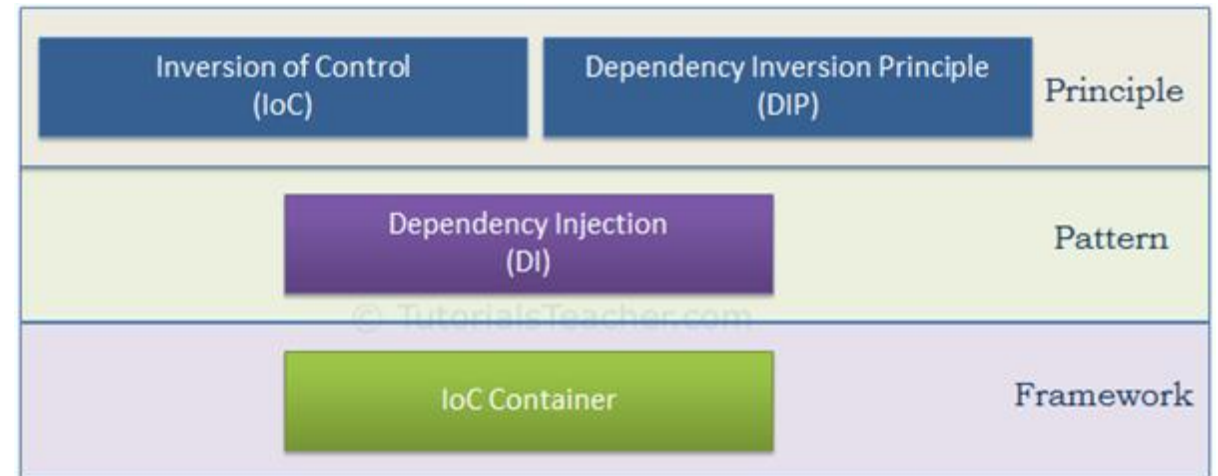 Inversion of Control
(IoC)
Dependency Inversion Principle
(DIP)
Principle
Dependency Injection
(DI)
Pattern
© TutorialsTeacher.com
IoC Container
Framework